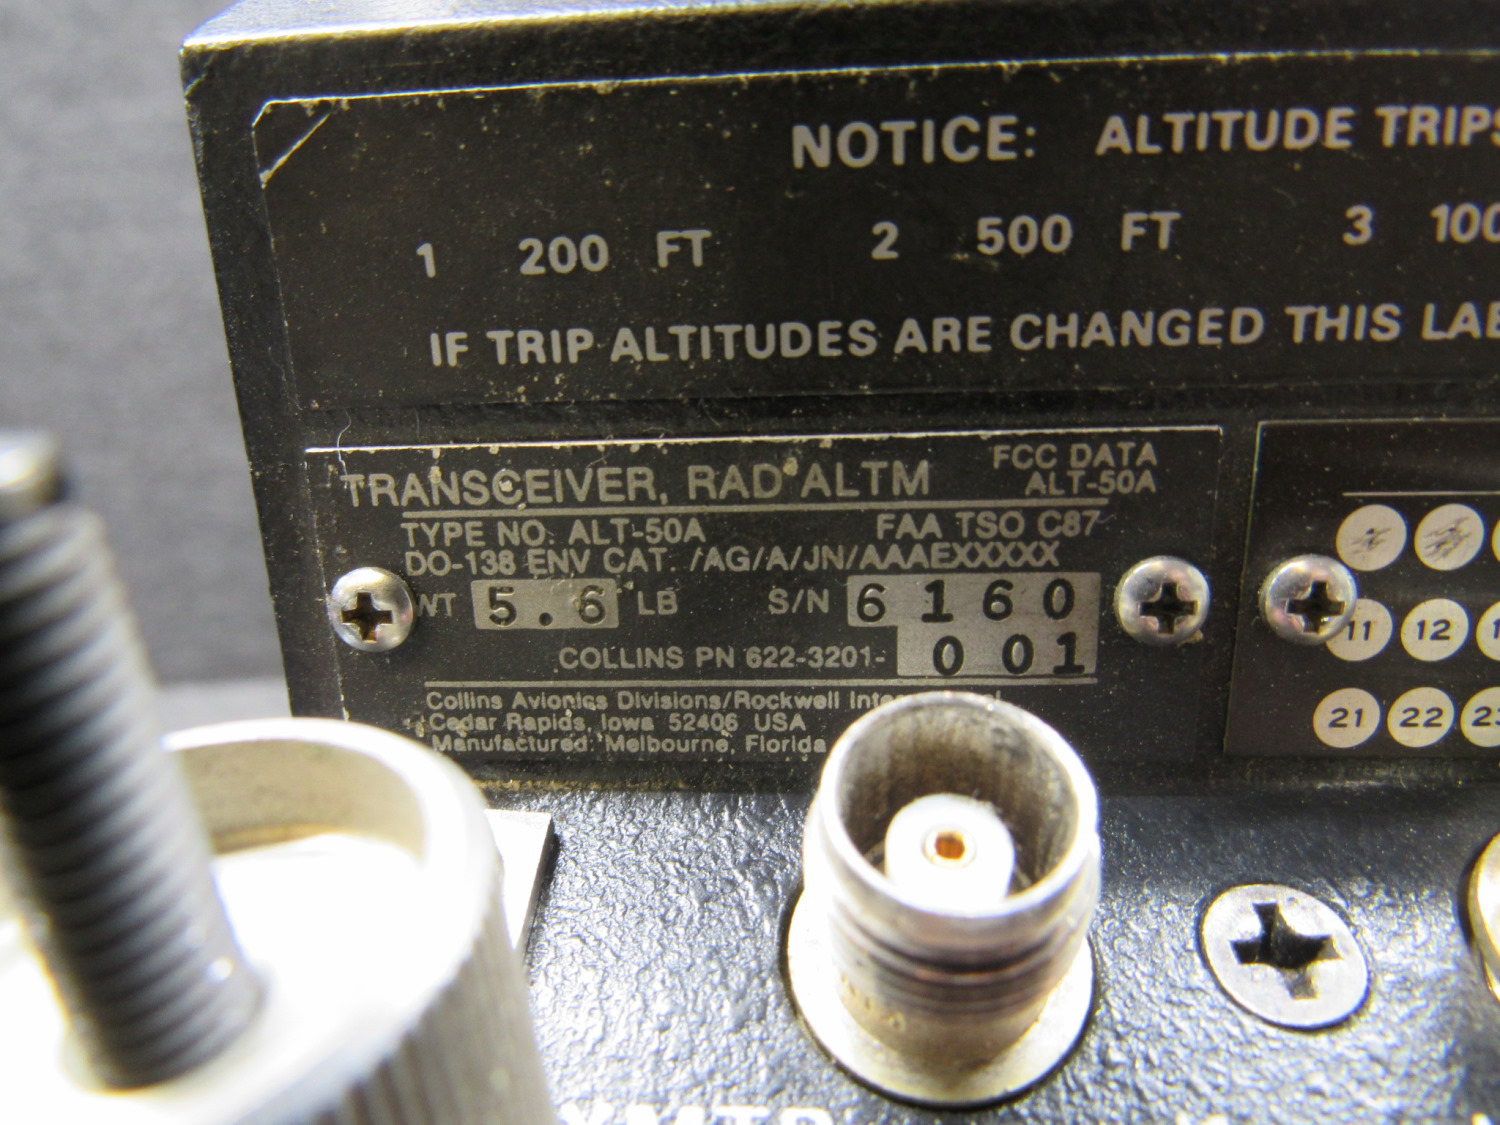 NOTICE: ALTITUDE TRIPS
1 200 FT 2 500 FT 3 100
IF TRIP ALTITUDES ARE CHANGED THIS
TRANSCEIVER, RAD ALTM
FCC DATA
ALT-50A
TYPE NO. ALT-50A FAA TSO C87
DO-138 ENV CAT. /AG/A/JN/AAAEXXXXX
WT 5.6 LB S/N 6160
COLLINS PN 622-3201-001
Collins Avionics Divisions/Rockwell
Cedar Rapids, Iowa 52406 USA
Manufactured: Melbourne, Florida
11 12
21 22 23